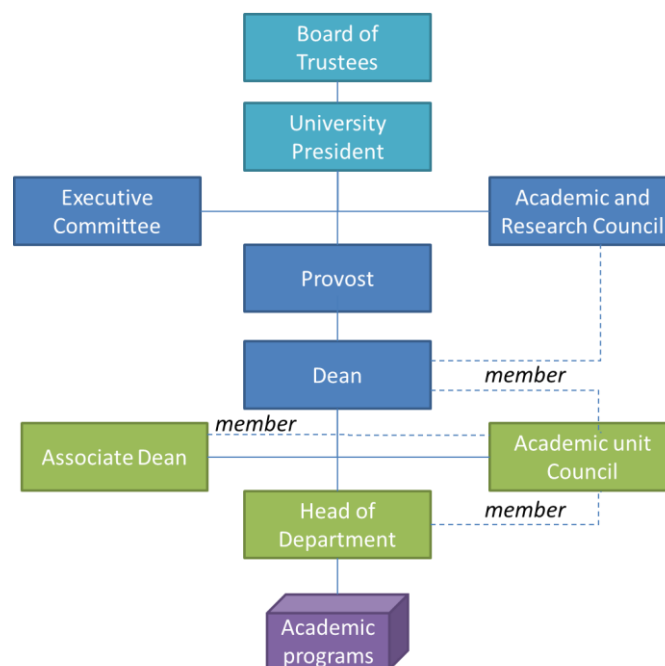 Board of
Trustees
University
President
Executive
Committee
Academic and
Research Council
Provost
Dean
member
member
Associate Dean
Academic unit
Council
Head of
Department
member
Academic
programs